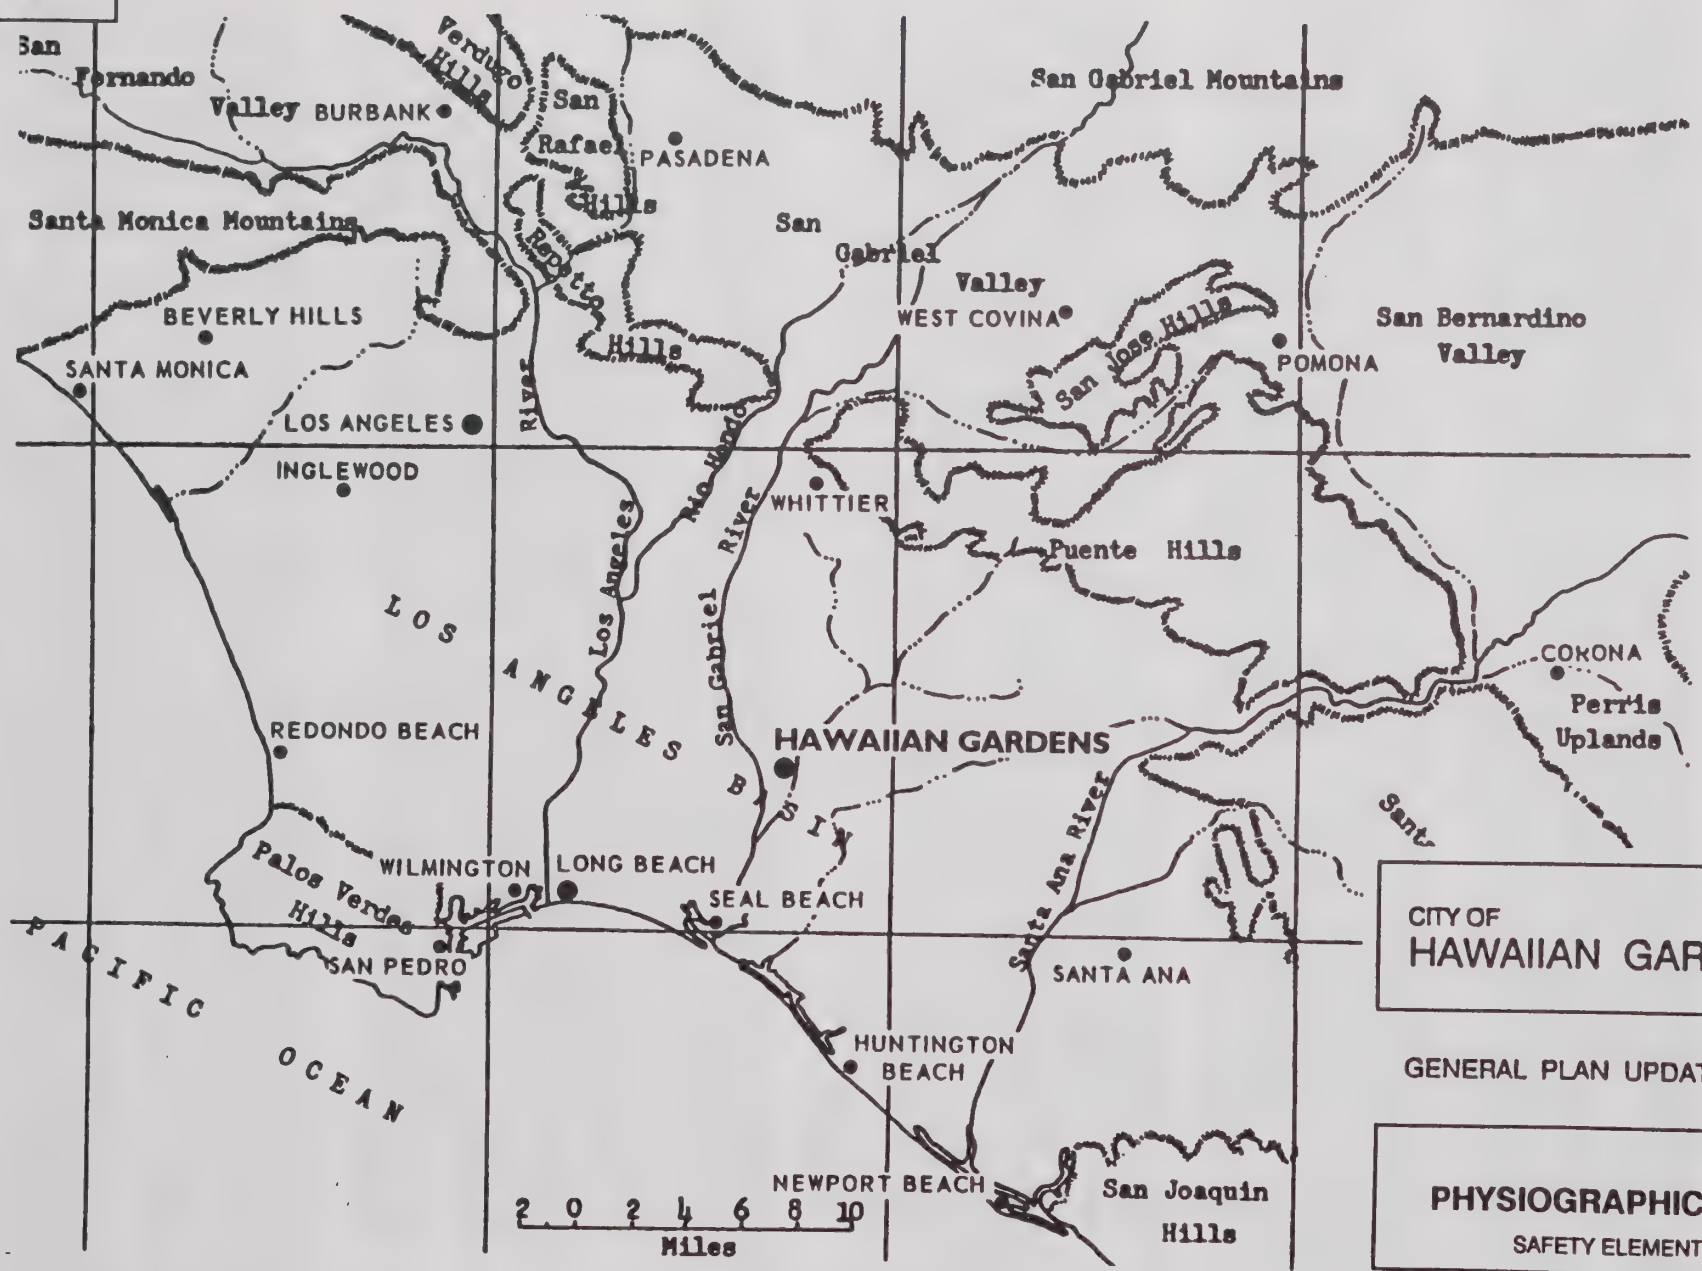 San
Fernando
Valley
BURBANK
Verdugo
Hills
San
Rafael
Hills
PASADENA
San Gabriel Mountains
Santa Monica Mountains
Repetto
Hills
San
Gabriel
Valley
WEST COVINA
San Jose Hills
POMONA
San Bernardino
Valley
BEVERLY HILLS
SANTA MONICA
LOS ANGELES
INGLEWOOD
Los Angeles River
Rio Hondo
San Gabriel River
WHITTIER
Puente Hills
LOS ANGELES BASIN
CORONA
Perris
Uplands
REDONDO BEACH
HAWAIIAN GARDENS
Santa Ana River
Palos Verdes
Hills
WILMINGTON
LONG BEACH
SEAL BEACH
SAN PEDRO
SANTA ANA
PACIFIC
OCEAN
HUNTINGTON
BEACH
NEWPORT BEACH
San Joaquin
Hills
2 0 2 4 6 8 10
Miles
CITY OF
HAWAIIAN GAR
GENERAL PLAN UPDAT
PHYSIOGRAPHIC
SAFETY ELEMENT